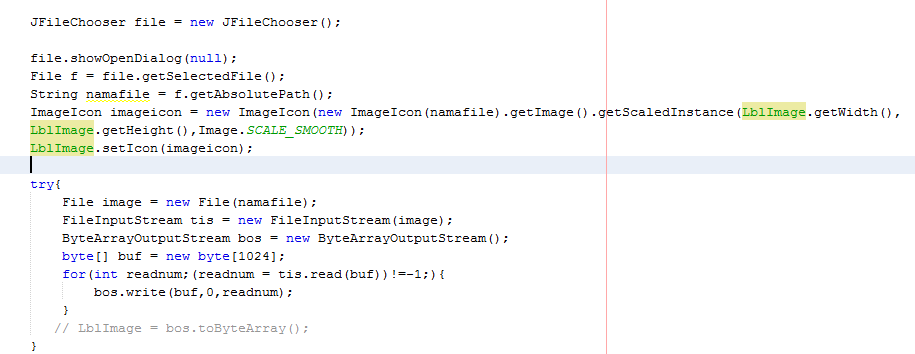 JFileChooser file = new JFileChooser();
file.showOpenDialog(null);
File f = file.getSelectedFile();
String namafile = f.getAbsolutePath();
ImageIcon imageicon = new ImageIcon(new ImageIcon(namafile).getImage().getScaledInstance(LblImage.getWidth(),
LblImage.getHeight(),Image.SCALE_SMOOTH));
LblImage.setIcon(imageicon);
try{
File image = new File(namafile);
FileInputStream tis = new FileInputStream(image);
ByteArrayOutputStream bos = new ByteArrayOutputStream();
byte[] buf = new byte[1024];
for(int readnum;(readnum = tis.read(buf))!=-1;){
bos.write(buf,0,readnum);
}
// LblImage = bos.toByteArray();
}